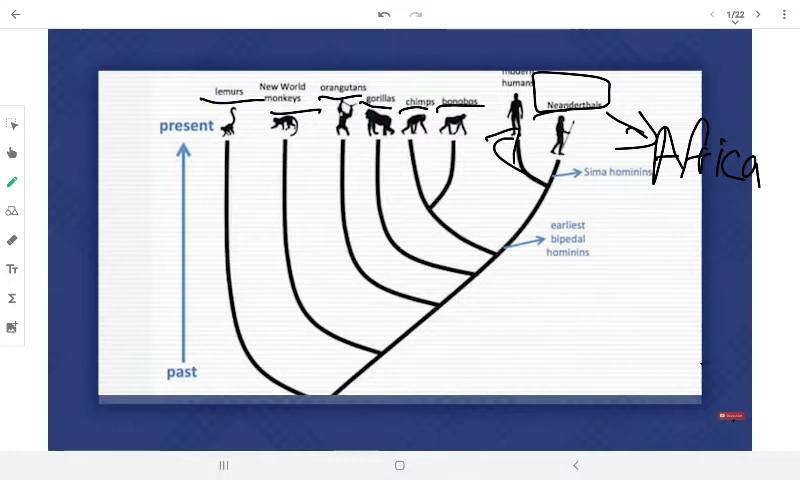 1/22
lemurs
New World
monkeys
orangutans
gorillas
chimps
bonobos
modern
humans
Neanderthals
present
Africa
Sima hominins
earliest
bipedal
hominins
past
Subscribe